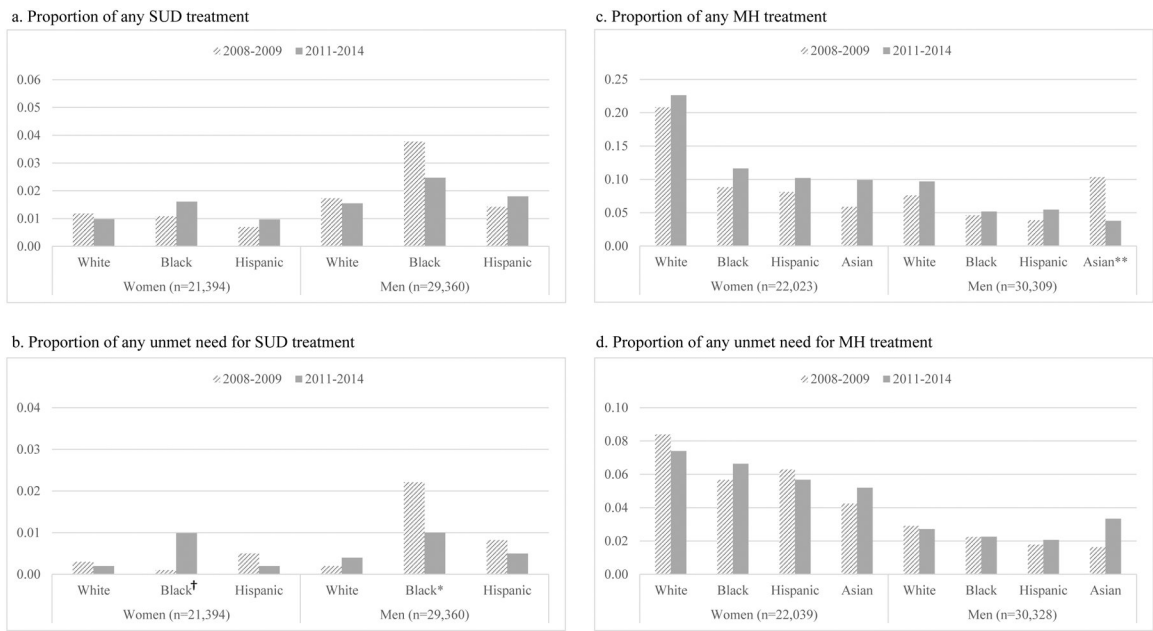 a. Proportion of any SUD treatment
2008-2009 2011-2014
0.06
0.05
0.04
0.03
0.02
0.01
0.00
White Black Hispanic White Black Hispanic
Women (n=21,394) Men (n=29,360)
b. Proportion of any unmet need for SUD treatment
2008-2009 2011-2014
0.04
0.03
0.02
0.01
0.00
White Black† Hispanic White Black* Hispanic
Women (n=21,394) Men (n=29,360)
c. Proportion of any MH treatment
2008-2009 2011-2014
0.25
0.20
0.15
0.10
0.05
0.00
White Black Hispanic Asian White Black Hispanic Asian**
Women (n=22,023) Men (n=30,309)
d. Proportion of any unmet need for MH treatment
2008-2009 2011-2014
0.10
0.08
0.06
0.04
0.02
0.00
White Black Hispanic Asian White Black Hispanic Asian
Women (n=22,039) Men (n=30,328)